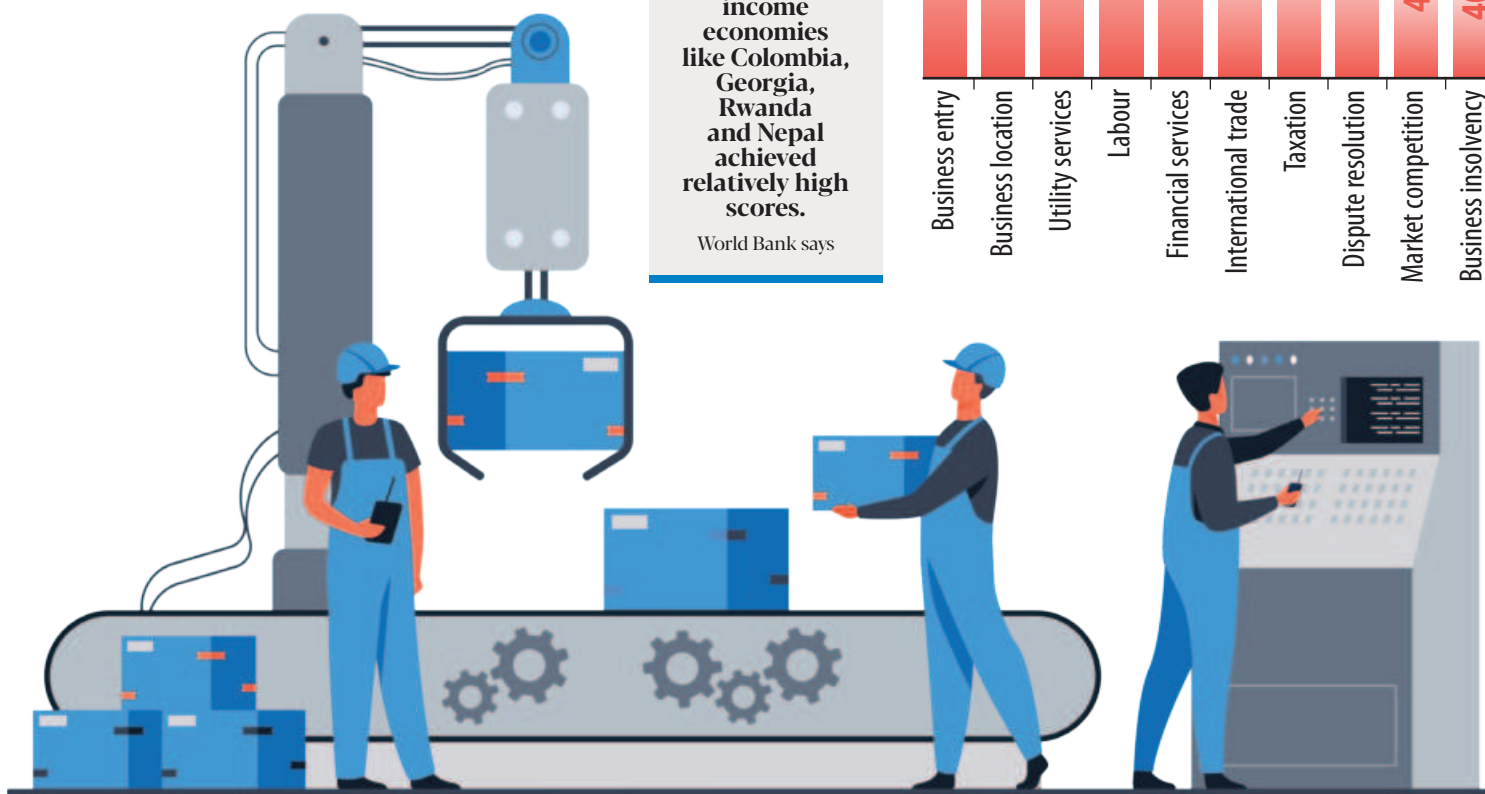 income
economies
like Colombia,
Georgia,
Rwanda
and Nepal
achieved
relatively high
scores.
World Bank says
Business entry
Business location
Utility services
Labour
Financial services
International trade
Taxation
Dispute resolution
Market competition
Business insolvency